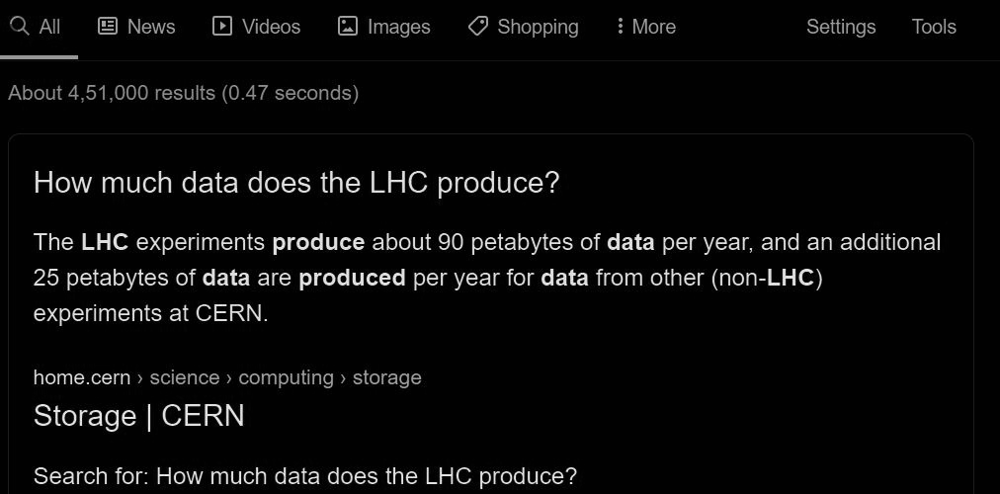 All News Videos Images Shopping More Settings Tools
About 4,51,000 results (0.47 seconds)
How much data does the LHC produce?
The LHC experiments produce about 90 petabytes of data per year, and an additional
25 petabytes of data are produced per year for data from other (non-LHC)
experiments at CERN.
home.cern › science › computing › storage
Storage | CERN
Search for: How much data does the LHC produce?